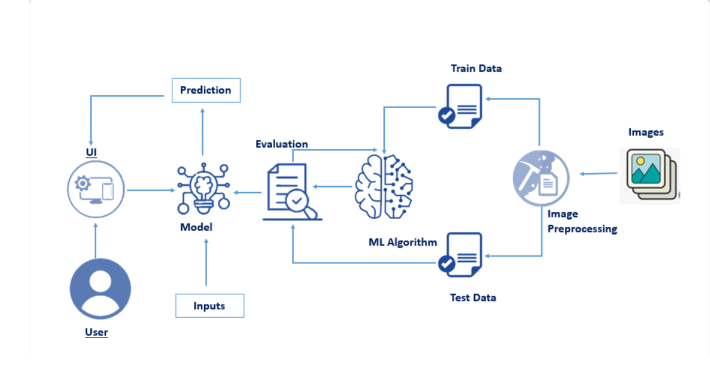 Train Data
Prediction
Images
Evaluation
UI
Image
Preprocessing
Model
ML Algorithm
Test Data
Inputs
User